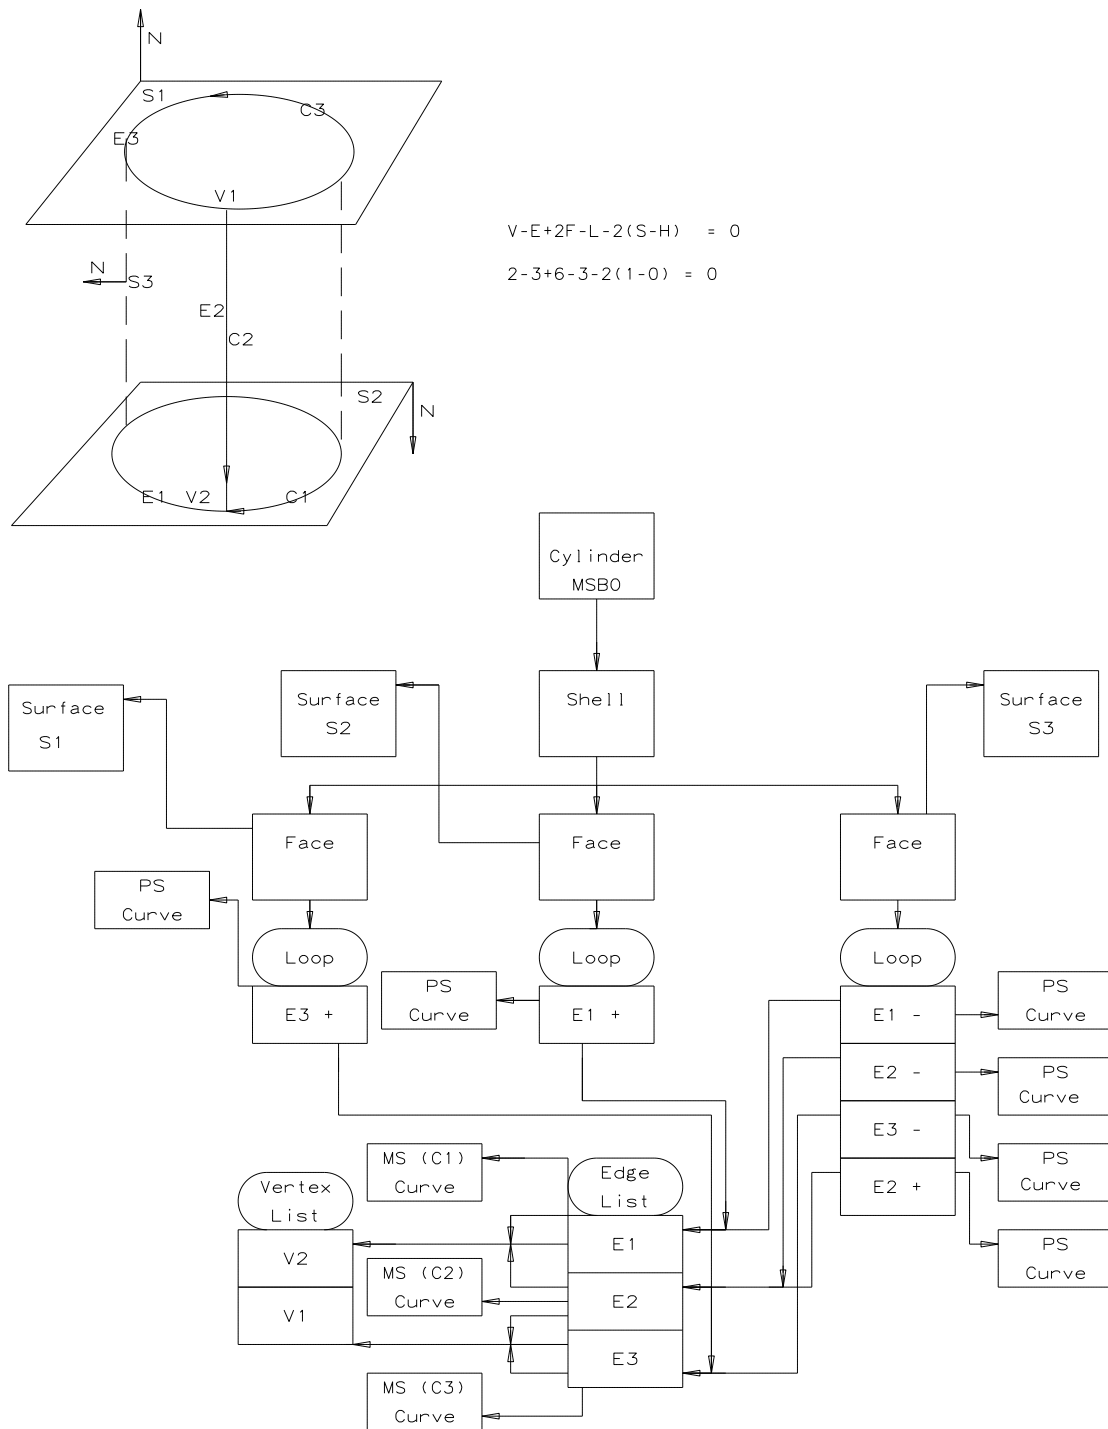 N
S1
C3
E3
V1
V-E+2F-L-2(S-H) = 0
N
S3
2-3+6-3-2(1-0) = 0
E2
C2
S2
N
E1 V2 C1
Cylinder
MSBO
Surface
S1
Surface
S2
Shell
Surface
S3
Face
Face
Face
PS
Curve
Loop
Loop
Loop
E3 +
PS
Curve
E1 +
E1 -
PS
Curve
E2 -
PS
Curve
E3 -
PS
Curve
E2 +
PS
Curve
MS (C1)
Curve
Vertex
List
Edge
List
V2
E1
MS (C2)
Curve
V1
E2
E3
MS (C3)
Curve